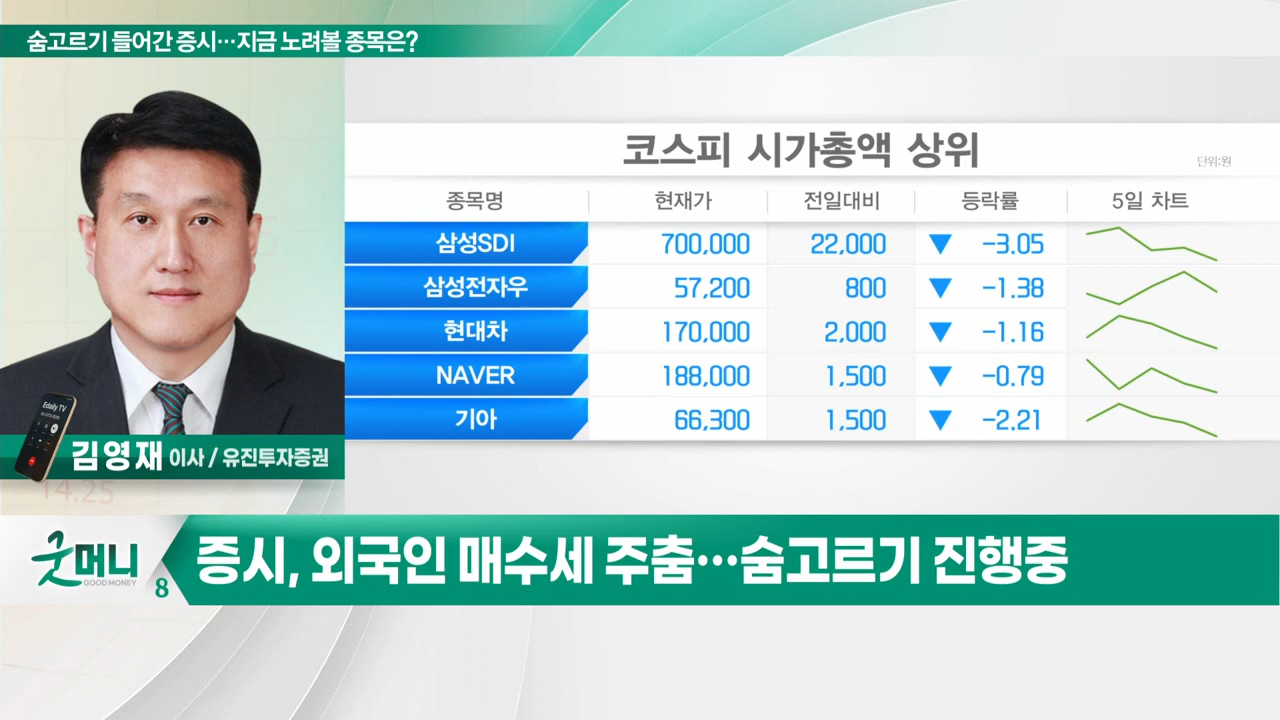 숨고르기 들어간 증시…지금 노려볼 종목은?
코스피 시가총액 상위
단위:원
종목명 현재가 전일대비 등락률 5일 차트
삼성SDI 700,000 22,000 ▼ -3.05
삼성전자우 57,200 800 ▼ -1.38
현대차 170,000 2,000 ▼ -1.16
NAVER 188,000 1,500 ▼ -0.79
기아 66,300 1,500 ▼ -2.21
Edaily TV
김영재 이사 / 유진투자증권
14.25
굿머니
GOOD MONEY
8
증시, 외국인 매수세 주춤…숨고르기 진행중